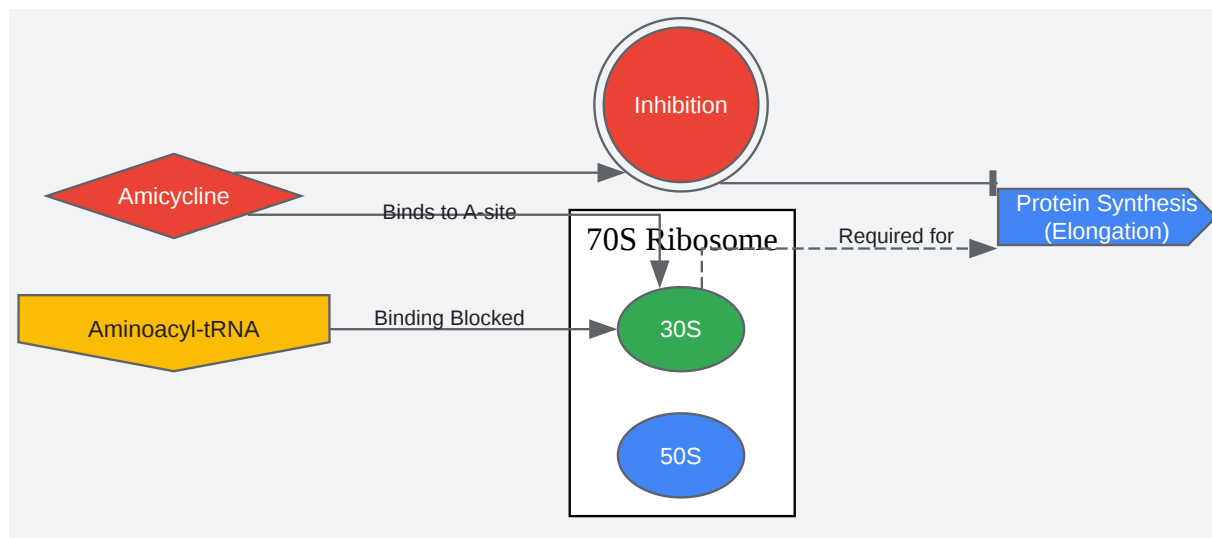 Inhibition
Amicycline
Binds to A-site
Protein Synthesis
(Elongation)
70S Ribosome
Required for
Aminoacyl-tRNA
Binding Blocked
30S
50S